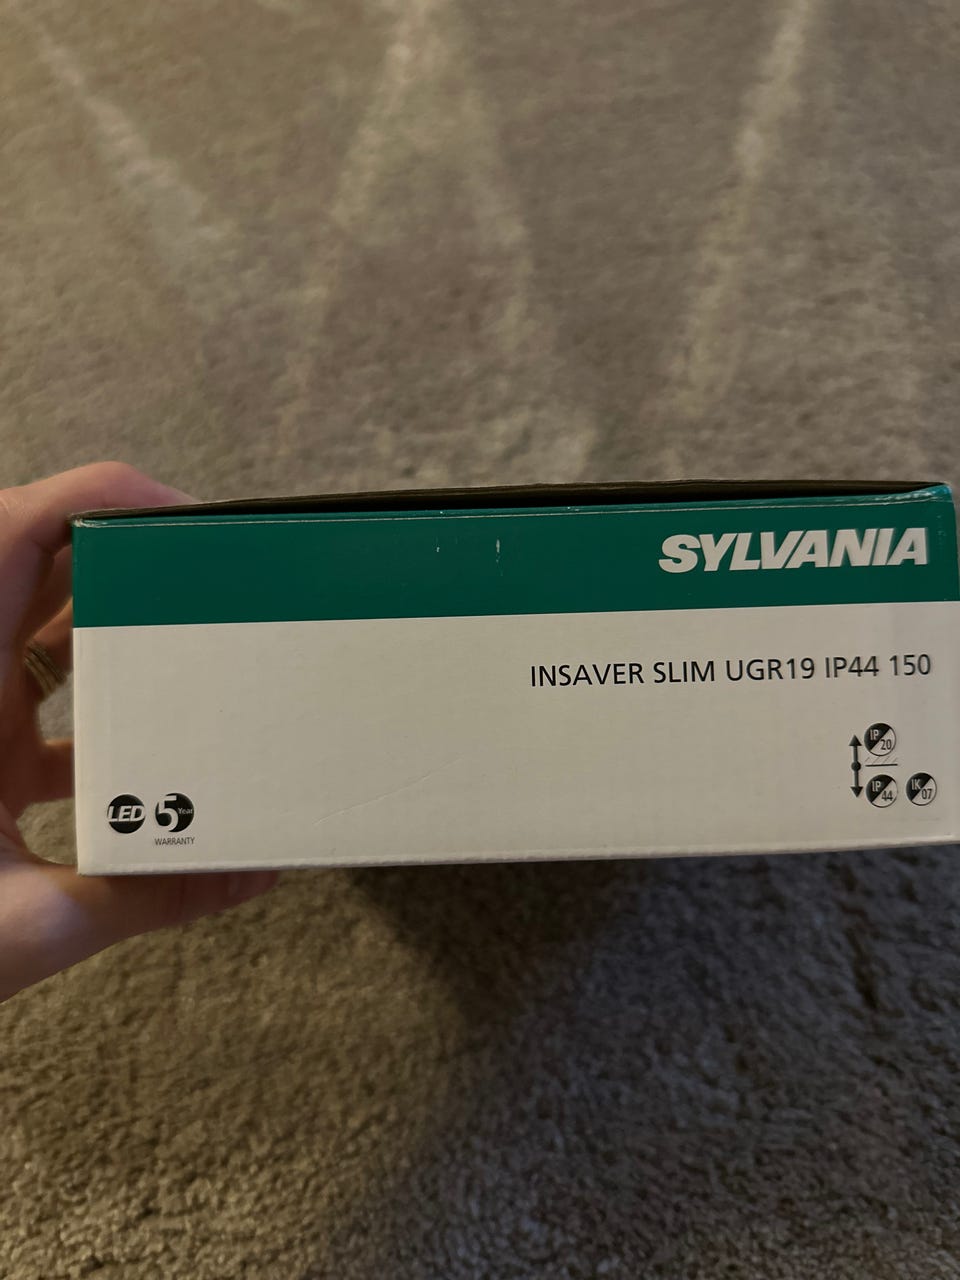 SYLVANIA
INSAVER SLIM UGR19 IP44 150
IP 20
IP 44
IK 07
LED
5 Year
WARRANTY